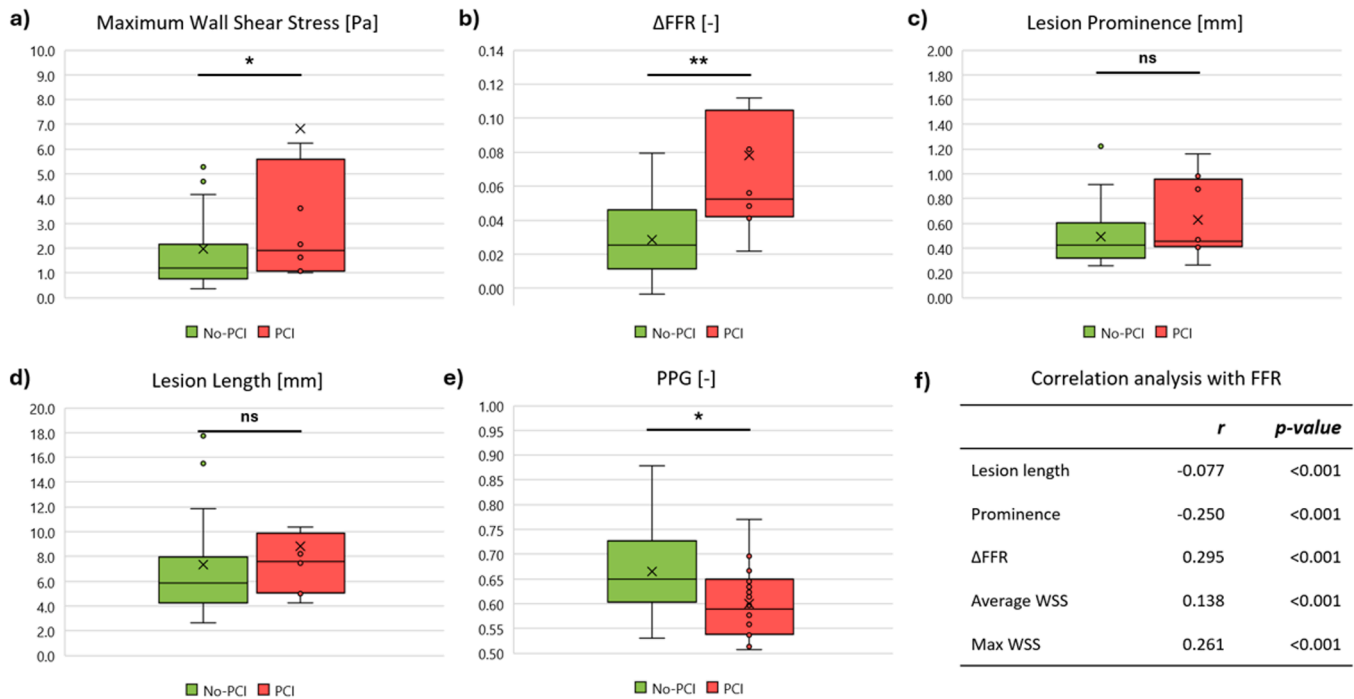 a) Maximum Wall Shear Stress [Pa]
10.0
9.0
8.0
7.0
6.0
5.0
4.0
3.0
2.0
1.0
0.0
*
No-PCI PCI
b) ΔFFR [-]
0.14
0.12
0.10
0.08
0.06
0.04
0.02
0.00
**
No-PCI PCI
c) Lesion Prominence [mm]
2.00
1.80
1.60
1.40
1.20
1.00
0.80
0.60
0.40
0.20
0.00
ns
No-PCI PCI
d) Lesion Length [mm]
20.0
18.0
16.0
14.0
12.0
10.0
8.0
6.0
4.0
2.0
0.0
ns
No-PCI PCI
e) PPG [-]
1.00
0.95
0.90
0.85
0.80
0.75
0.70
0.65
0.60
0.55
0.50
*
No-PCI PCI
f) Correlation analysis with FFR
r p-value
Lesion length -0.077 <0.001
Prominence -0.250 <0.001
ΔFFR 0.295 <0.001
Average WSS 0.138 <0.001
Max WSS 0.261 <0.001